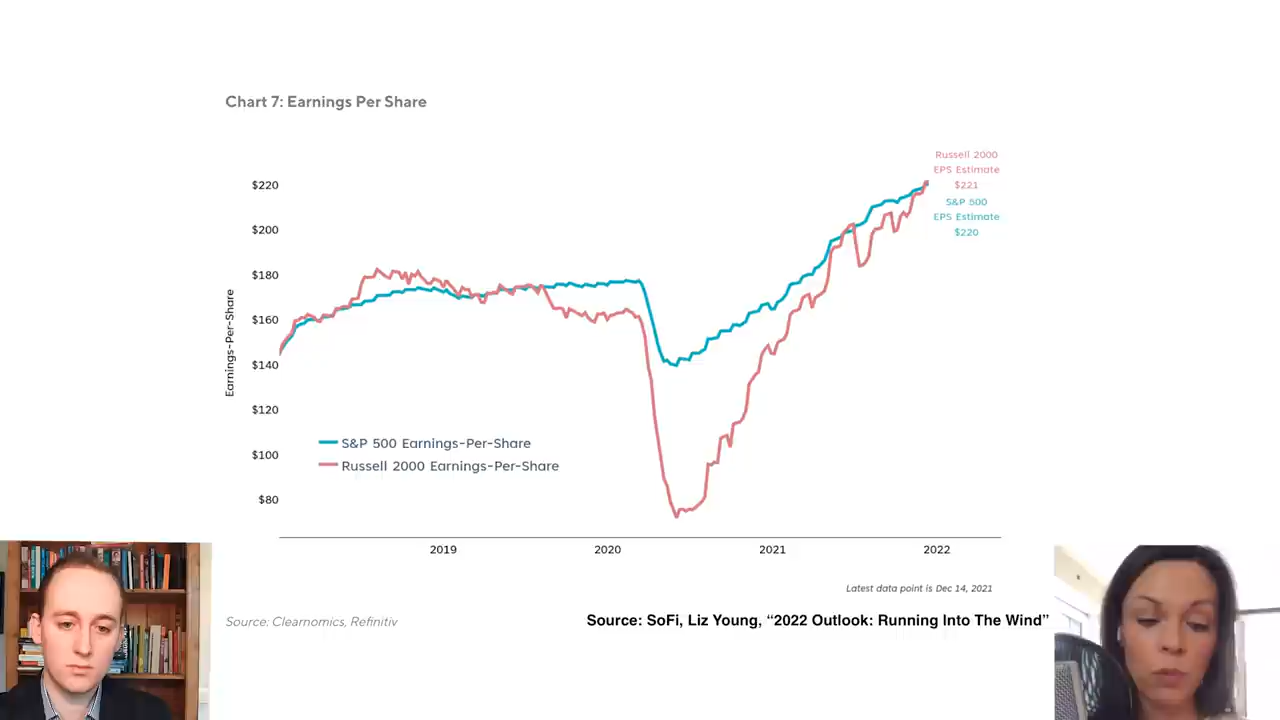 Chart 7: Earnings Per Share
Russell 2000
EPS Estimate
$221
S&P 500
EPS Estimate
$220
$220
$200
$180
$160
$140
$120
$100
$80
Earnings-Per-Share
S&P 500 Earnings-Per-Share
Russell 2000 Earnings-Per-Share
2019
2020
2021
2022
Latest data point is Dec 14, 2021
Source: Clearnomics, Refinitiv
Source: SoFi, Liz Young, “2022 Outlook: Running Into The Wind”